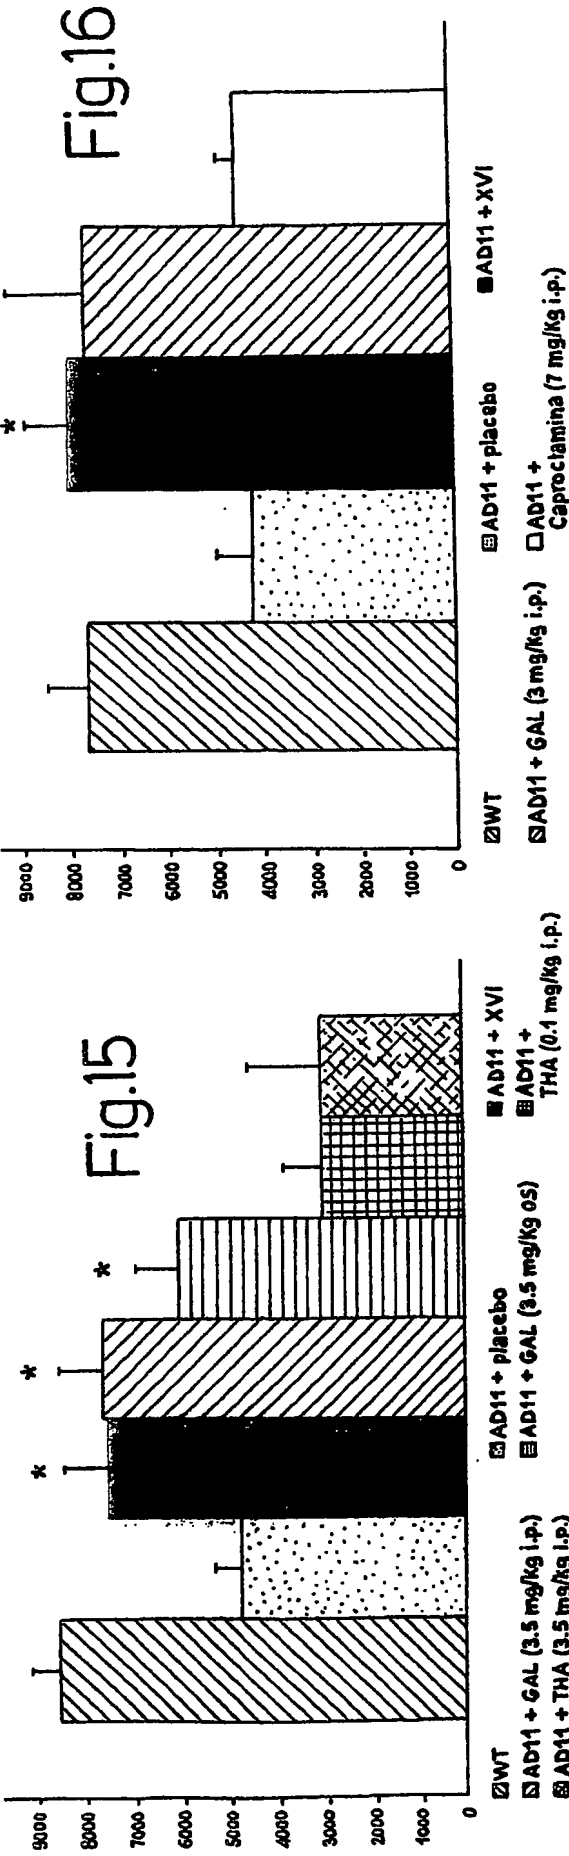 Fig.15
*
*
*
9000
8000
7000
6000
5000
4000
3000
2000
1000
0
WT
AD11 + placebo
AD11 + XVI
AD11 + GAL (3.5 mg/Kg i.p.)
AD11 + GAL (3.5 mg/Kg os)
AD11 +
THA (0.1 mg/Kg i.p.)
AD11 + THA (3.5 mg/Kg i.p.)
Fig.16
*
9000
8000
7000
6000
5000
4000
3000
2000
1000
0
WT
AD11 + placebo
AD11 + XVI
AD11 + GAL (3 mg/Kg i.p.)
AD11 +
Caproctamina (7 mg/Kg i.p.)